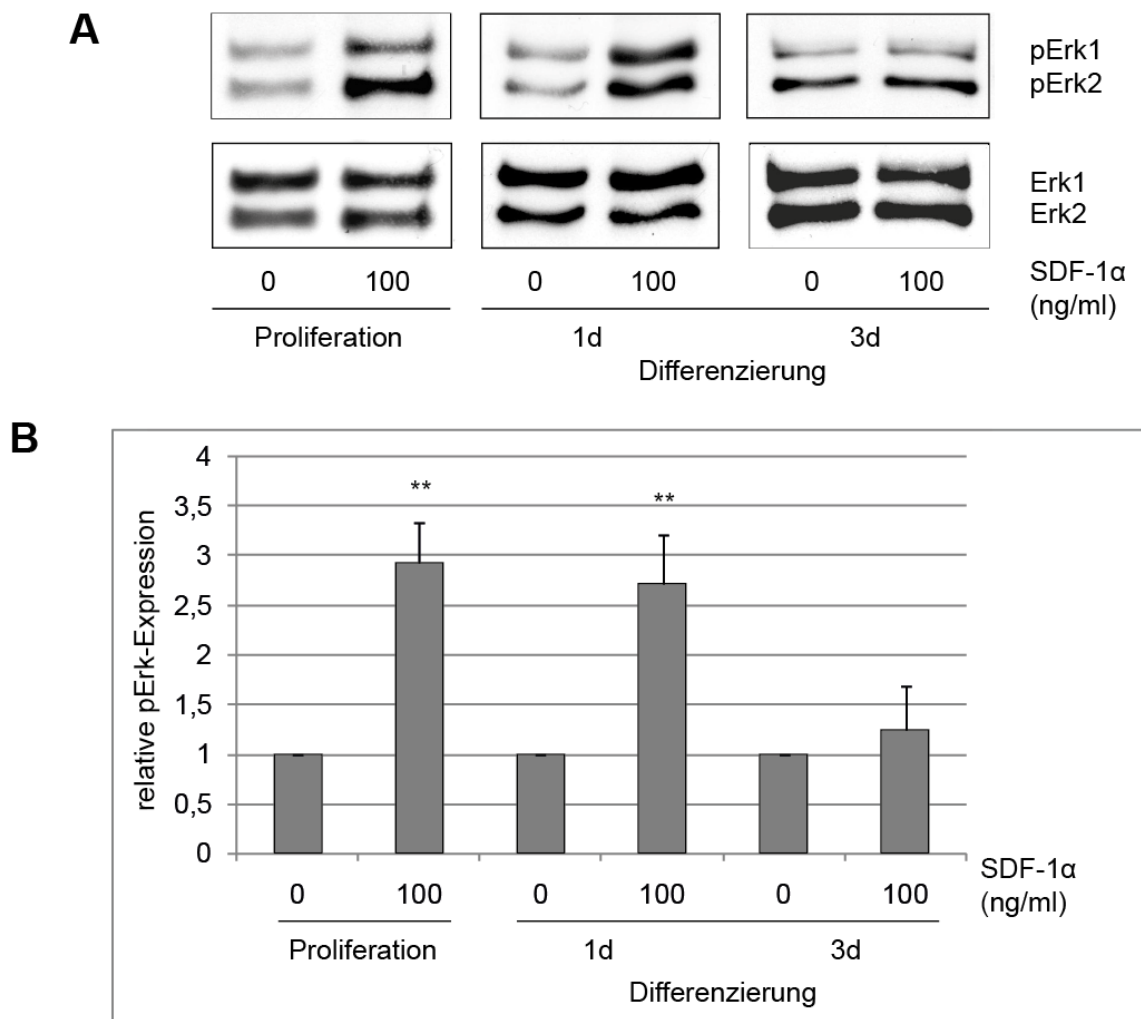 A
pErk1
pErk2
Erk1
Erk2
0 100 0 100 0 100 SDF-1α
(ng/ml)
Proliferation 1d 3d
Differenzierung
B
relative pErk-Expression
4
3,5
3
2,5
2
1,5
1
0,5
0
** **
0 100 0 100 0 100 SDF-1α
(ng/ml)
Proliferation 1d 3d
Differenzierung